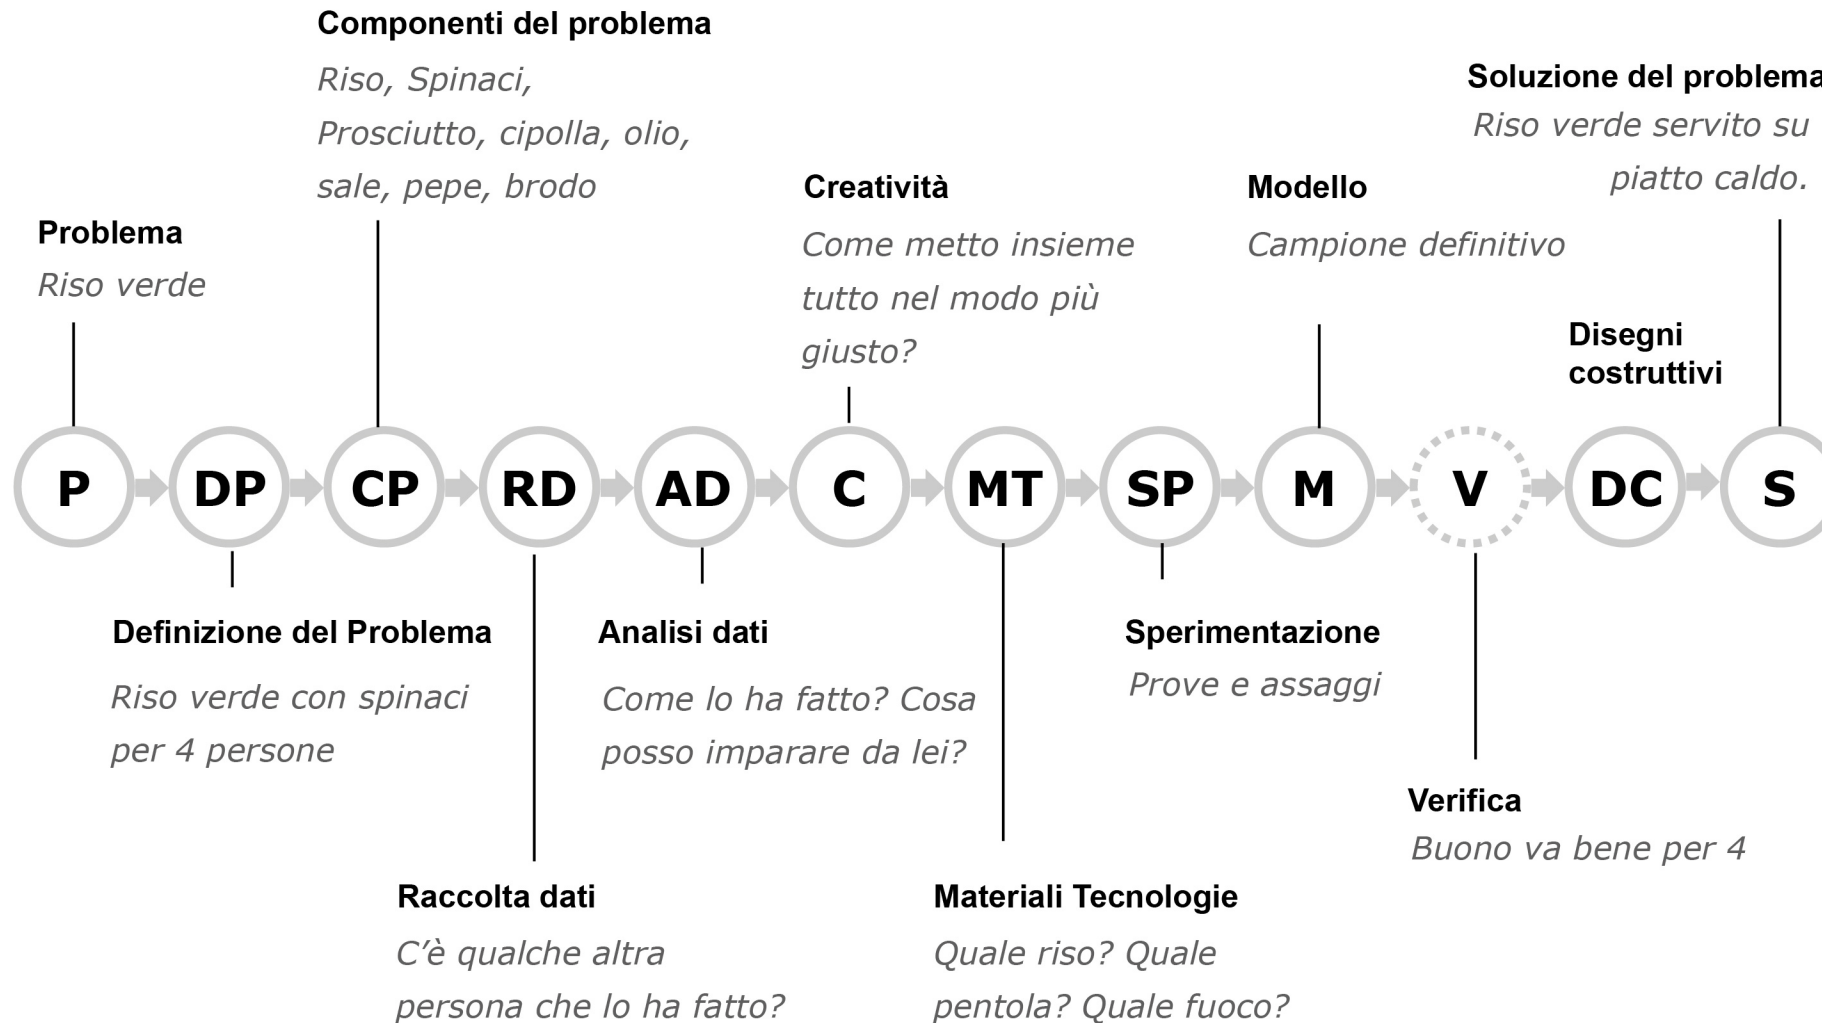 Componenti del problema
Riso, Spinaci,
Prosciutto, cipolla, olio,
sale, pepe, brodo
Soluzione del problema
Riso verde servito su
piatto caldo.
Problema
Riso verde
Creatività
Come metto insieme
tutto nel modo più
giusto?
Modello
Campione definitivo
Disegni
costruttivi
P
DP
CP
RD
AD
C
MT
SP
M
V
DC
S
Definizione del Problema
Riso verde con spinaci
per 4 persone
Analisi dati
Come lo ha fatto? Cosa
posso imparare da lei?
Sperimentazione
Prove e assaggi
Verifica
Buono va bene per 4
Raccolta dati
C’è qualche altra
persona che lo ha fatto?
Materiali Tecnologie
Quale riso? Quale
pentola? Quale fuoco?